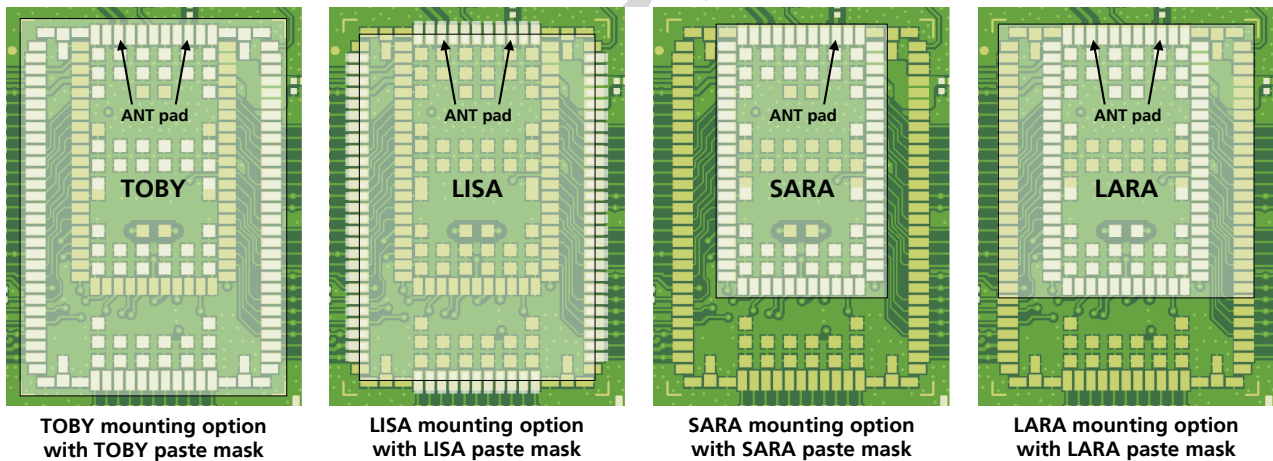 ANT pad
TOBY
TOBY mounting option
with TOBY paste mask
ANT pad
LISA
LISA mounting option
with LISA paste mask
ANT pad
SARA
SARA mounting option
with SARA paste mask
ANT pad
LARA
LARA mounting option
with LARA paste mask